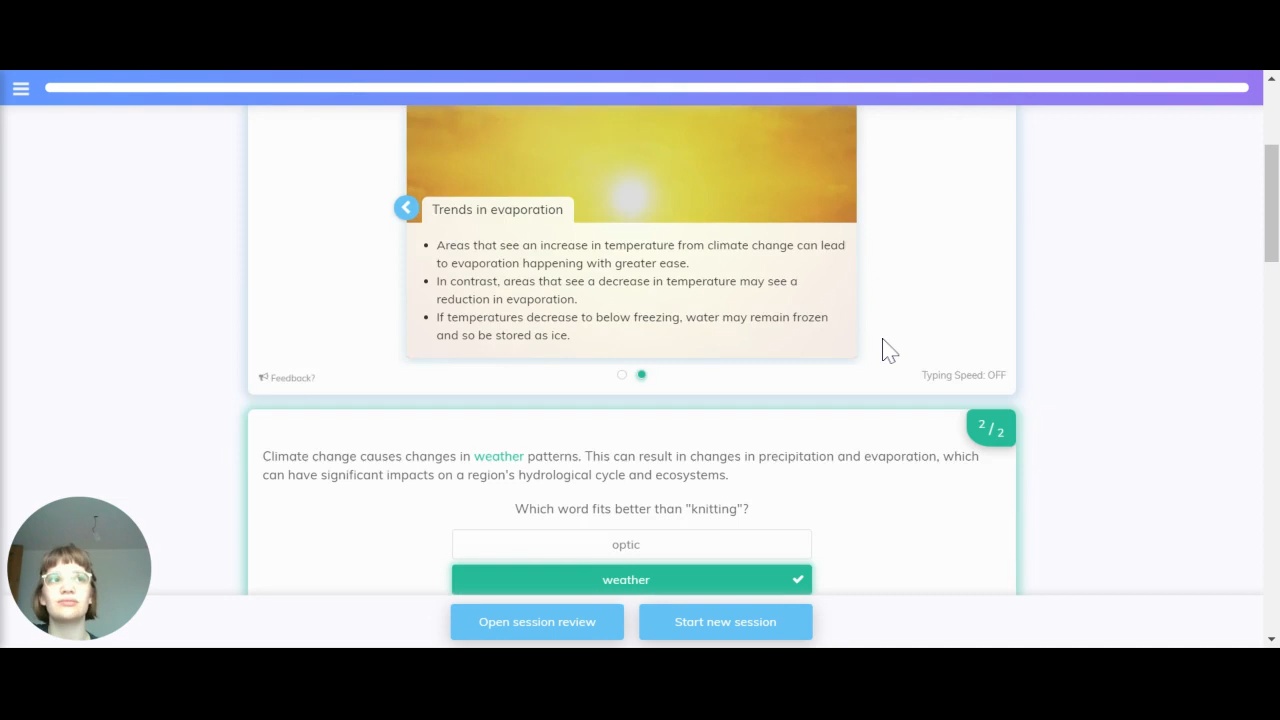 Trends in evaporation
Areas that see an increase in temperature from climate change can lead
to evaporation happening with greater ease.
In contrast, areas that see a decrease in temperature may see a
reduction in evaporation.
If temperatures decrease to below freezing, water may remain frozen
and so be stored as ice.
Feedback?
Typing Speed: OFF
2 / 2
Climate change causes changes in weather patterns. This can result in changes in precipitation and evaporation, which
can have significant impacts on a region's hydrological cycle and ecosystems.
Which word fits better than "knitting"?
optic
weather
Open session review
Start new session